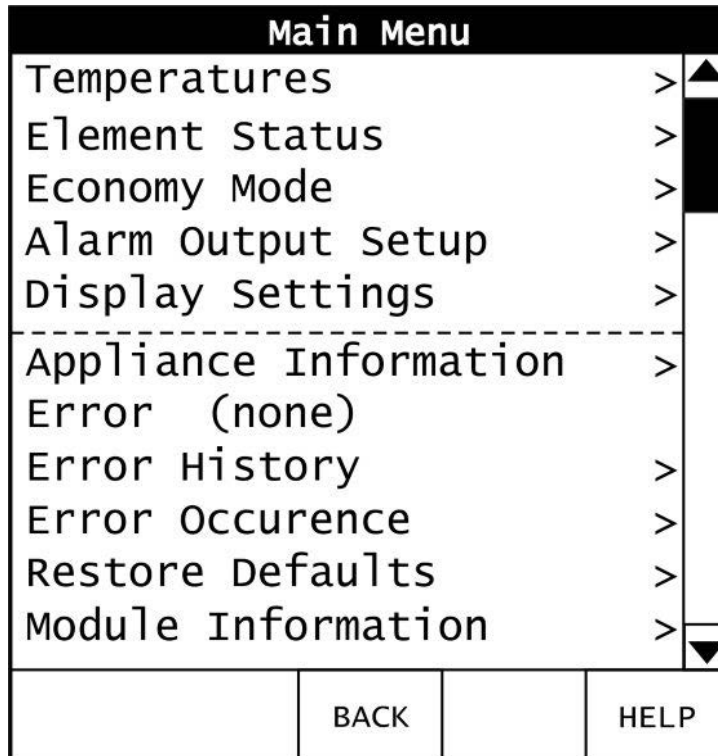 Main Menu
Temperatures >
Element Status >
Economy Mode >
Alarm Output Setup >
Display Settings >
Appliance Information >
Error (none)
Error History >
Error Occurence >
Restore Defaults >
Module Information >
BACK HELP